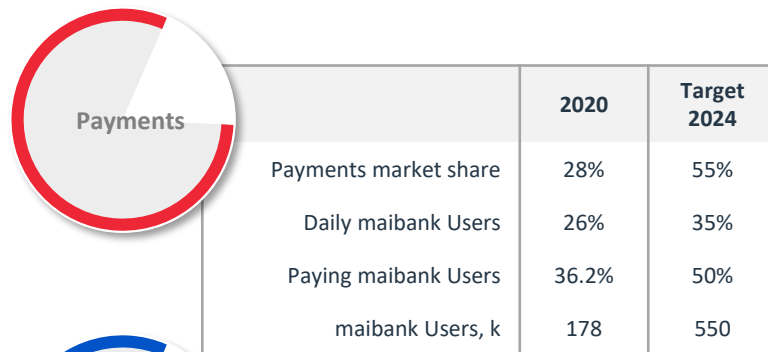 Payments
2020 Target 2024
Payments market share 28% 55%
Daily maibank Users 26% 35%
Paying maibank Users 36.2% 50%
maibank Users, k 178 550